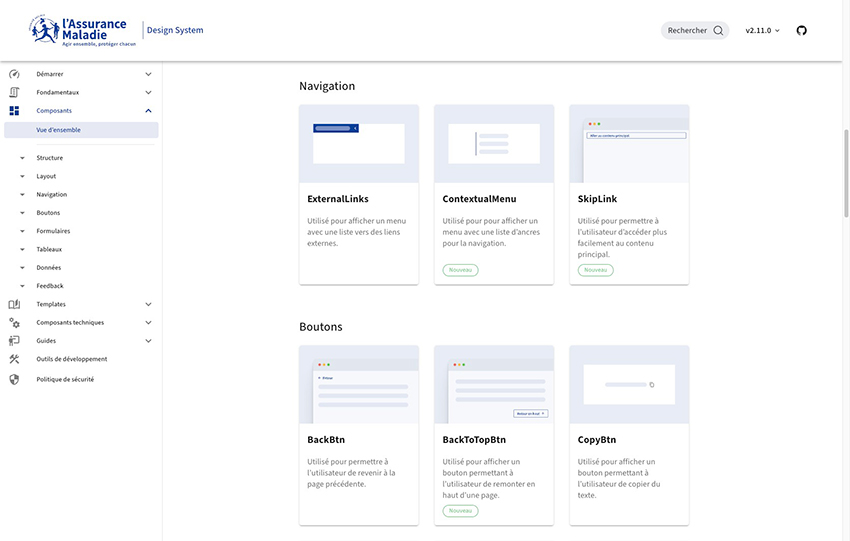 l'Assurance
Maladie
Agir ensemble, protéger chacun
Design System
Rechercher
v2.11.0
Démarrer
Fondamentaux
Composants
Vue d'ensemble
Structure
Layout
Navigation
Boutons
Formulaires
Tableaux
Données
Feedback
Templates
Composants techniques
Guides
Outils de développement
Politique de sécurité
Navigation
ExternalLinks
Utilisé pour afficher un menu
avec une liste vers des liens
externes.
ContextualMenu
Utilisé pour pour afficher un
menu avec une liste d'ancres
pour la navigation.
Nouveau
Aller au contenu principal
SkipLink
Utilisé pour permettre à
l'utilisateur d'accéder plus
facilement au contenu
principal.
Nouveau
Boutons
Retour
BackBtn
Utilisé pour permettre à
l'utilisateur de revenir à la
page précédente.
Retour en haut
BackToTopBtn
Utilisé pour afficher un
bouton permettant à
l'utilisateur de remonter en
haut d'une page.
Nouveau
CopyBtn
Utilisé pour afficher un
bouton permettant à
l'utilisateur de copier du
texte.